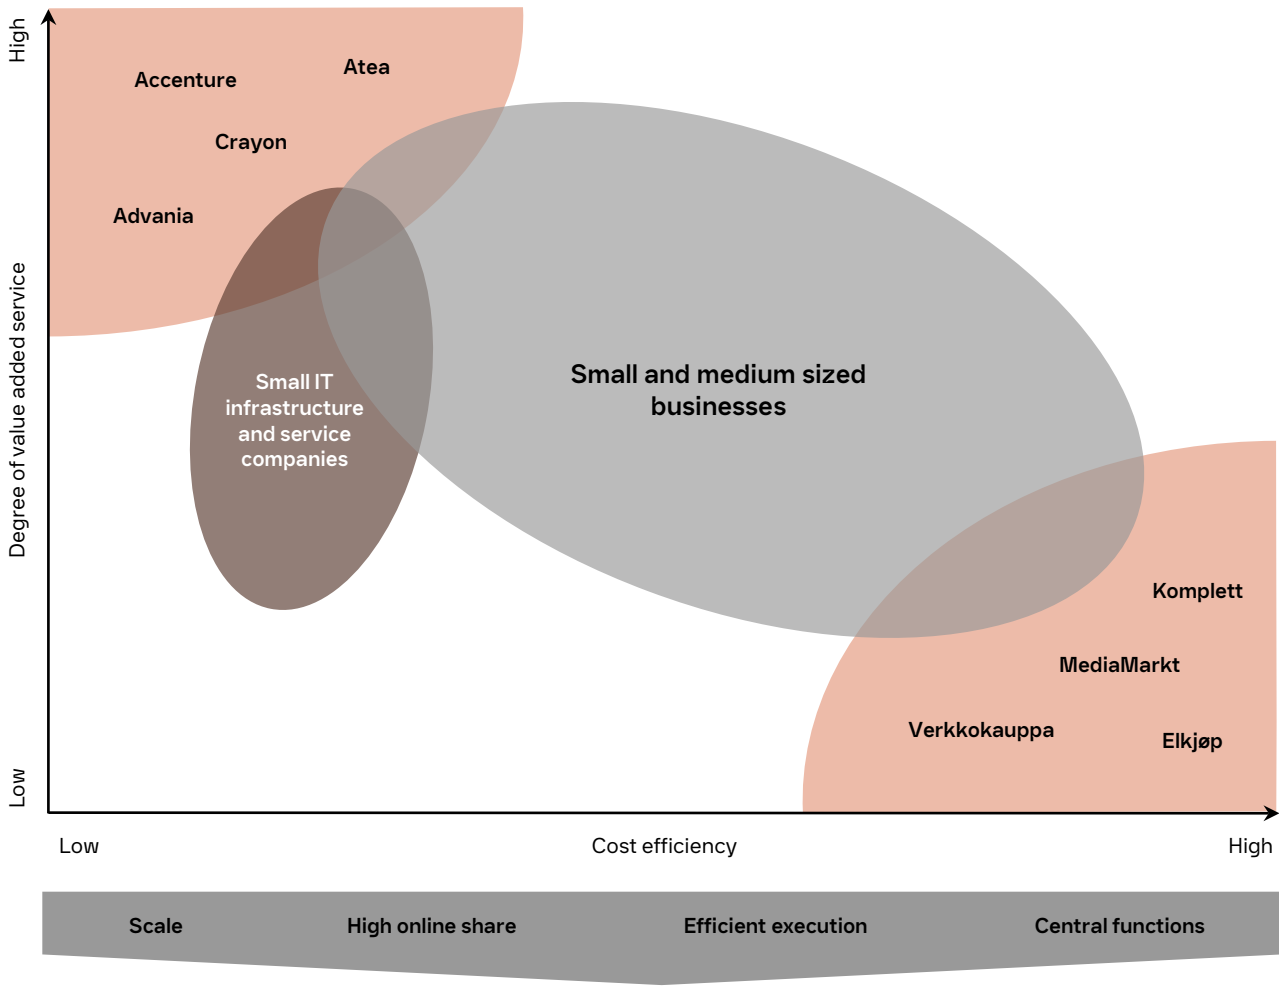 High
Accenture
Atea
Crayon
Advania
Degree of value added service
Small IT
infrastructure
and service
companies
Small and medium sized
businesses
Komplett
MediaMarkt
Verkkokauppa
Elkjøp
Low
Low
Cost efficiency
High
Scale
High online share
Efficient execution
Central functions